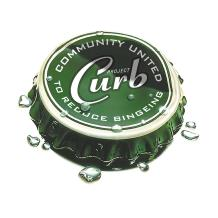 COMMUNITY UNITED
PROJECT
Curb
TO REDUCE BINGEING